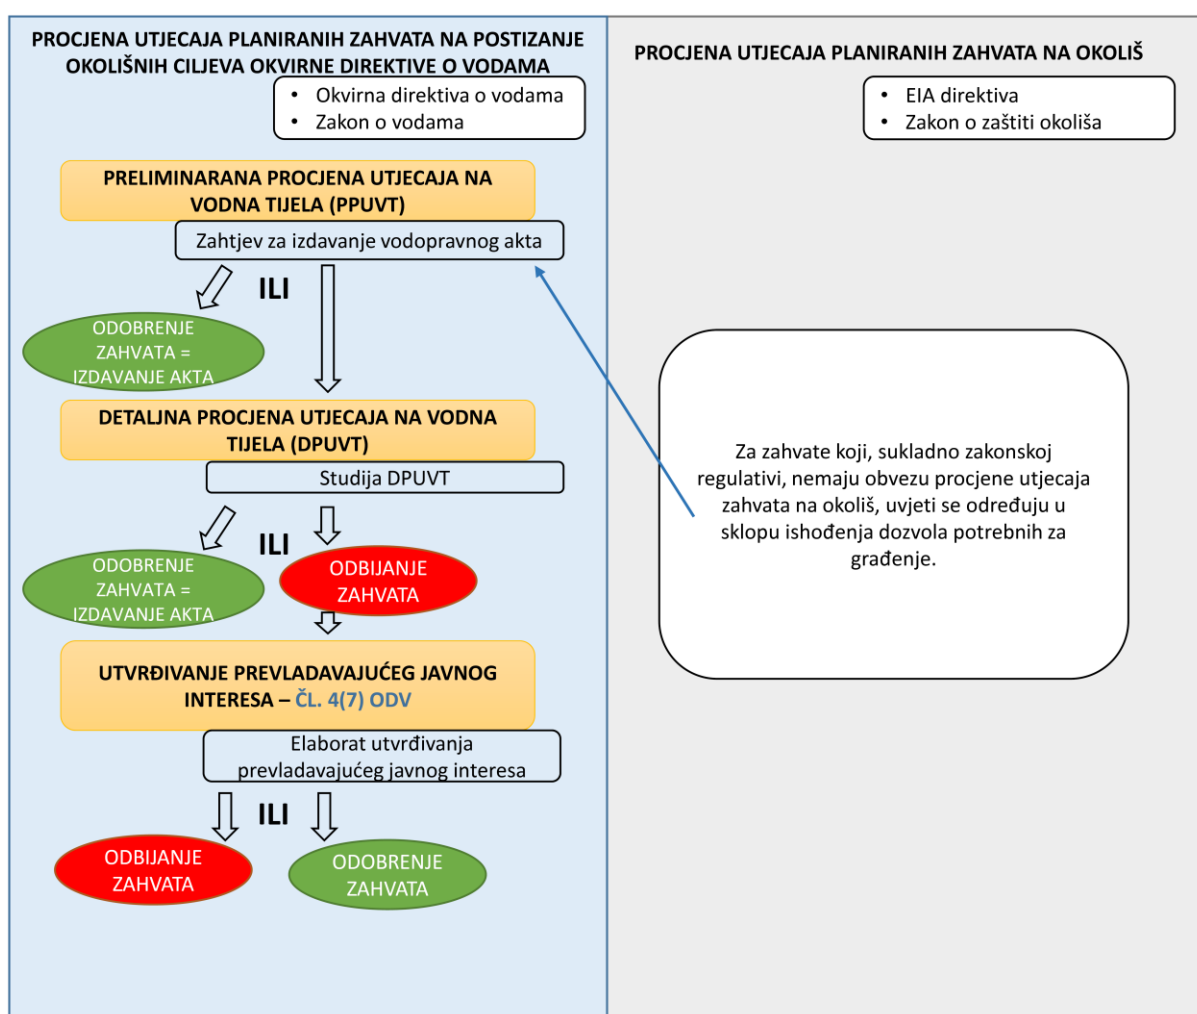 PROCJENA UTJECAJA PLANIRANIH ZAHVATA NA POSTIZANJE
OKOLIŠNIH CILJEVA OKVIRNE DIREKTIVE O VODAMA
• Okvirna direktiva o vodama
• Zakon o vodama
PRELIMINARANA PROCJENA UTJECAJA NA
VODNA TIJELA (PPUVT)
Zahtjev za izdavanje vodopravnog akta
ILI
ODOBRENJE
ZAHVATA =
IZDAVANJE AKTA
DETALJNA PROCJENA UTJECAJA NA VODNA
TIJELA (DPUVT)
Studija DPUVT
ILI
ODOBRENJE
ZAHVATA =
IZDAVANJE AKTA
ODBIJANJE
ZAHVATA
UTVRĐIVANJE PREVLADAVAJUĆEG JAVNOG
INTERESA – ČL. 4(7) ODV
Elaborat utvrđivanja
prevladavajućeg javnog interesa
ILI
ODBIJANJE
ZAHVATA
ODOBRENJE
ZAHVATA
PROCJENA UTJECAJA PLANIRANIH ZAHVATA NA OKOLIŠ
• EIA direktiva
• Zakon o zaštiti okoliša
Za zahvate koji, sukladno zakonskoj
regulativi, nemaju obvezu procjene utjecaja
zahvata na okoliš, uvjeti se određuju u
sklopu ishođenja dozvola potrebnih za
građenje.